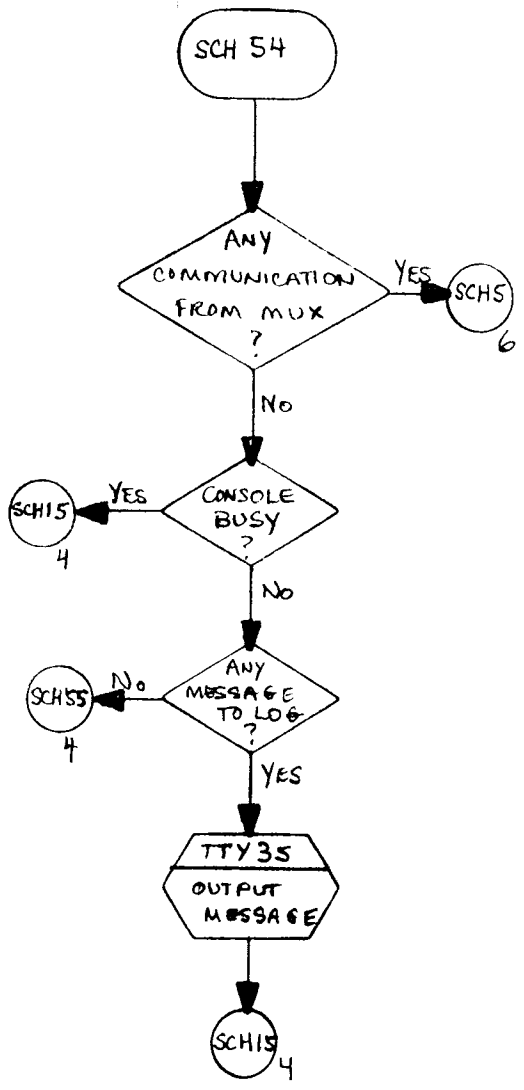 SCH 54
ANY
COMMUNICATION
FROM MUX
?
YES
SCH5
6
No
CONSOLE
BUSY
?
YES
SCH15
4
No
ANY
MESSAGE
TO LOG
?
No
SCH55
4
YES
TTY35
OUTPUT
MESSAGE
SCH15
4